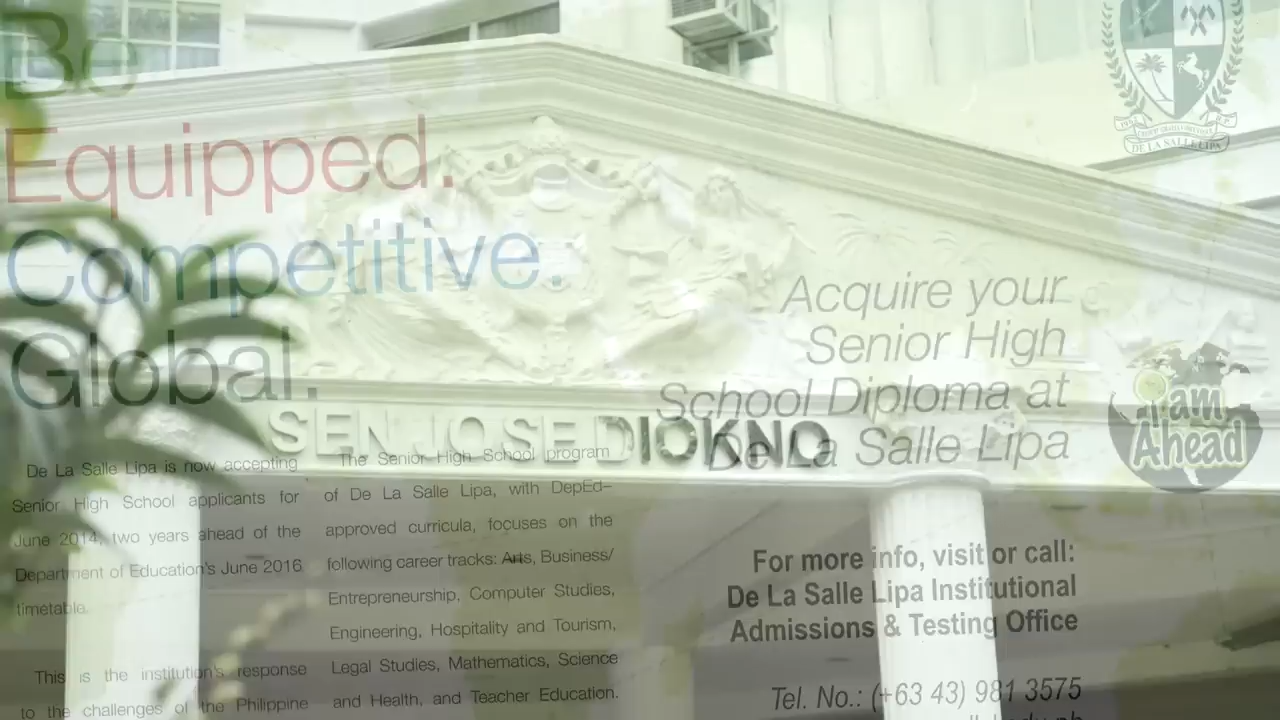 Be
Equipped.
Competitive.
Global.
De La Salle Lipa is now accepting
Senior High School applicants for
June 2014, two years ahead of the
Department of Education's June 2016
timetable.
This is the institution's response
to the challenges of the Philippine
The Senior High School program
of De La Salle Lipa, with DepEd–
approved curricula, focuses on the
following career tracks: Arts, Business/
Entrepreneurship, Computer Studies,
Engineering, Hospitality and Tourism,
Legal Studies, Mathematics, Science
and Health, and Teacher Education.
SEN. JOSE DIOKNO
Acquire your
Senior High
School Diploma at
De La Salle Lipa
For more info, visit or call:
De La Salle Lipa Institutional
Admissions & Testing Office
Tel. No.: (+63 43) 981 3575
DE LA SALLE LIPA
I am
Ahead